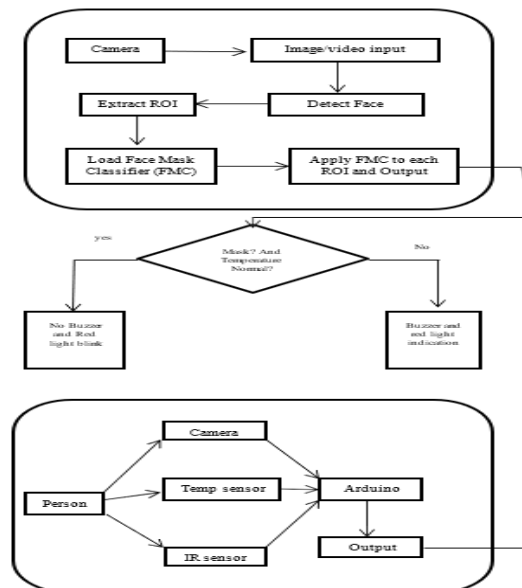 Camera
Image/video input
Extract ROI
Detect Face
Load Face Mask
Classifier (FMC)
Apply FMC to each
ROI and Output
yes
Mask? And
Temperature
Normal?
No
No Buzzer
and Red
light blink
Buzzer and
red light
indication
Camera
Person
Temp sensor
Arduino
IR sensor
Output